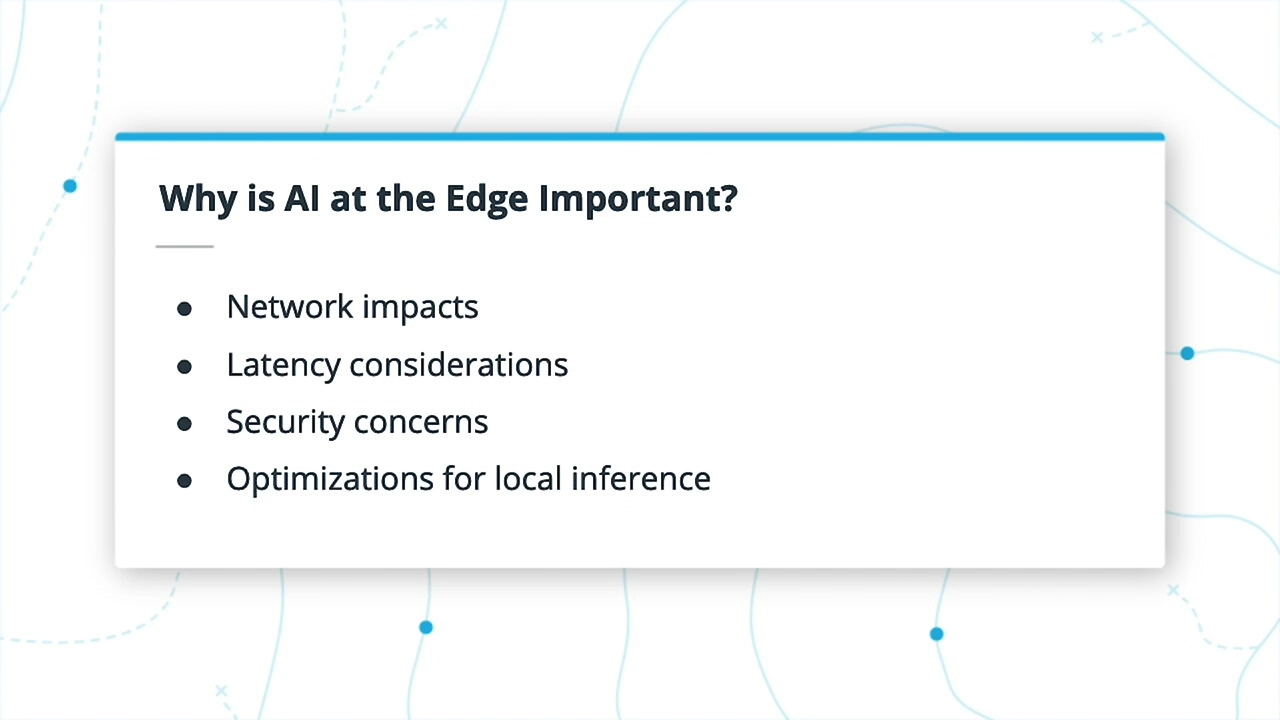 Why is AI at the Edge Important?
● Network impacts
● Latency considerations
● Security concerns
● Optimizations for local inference